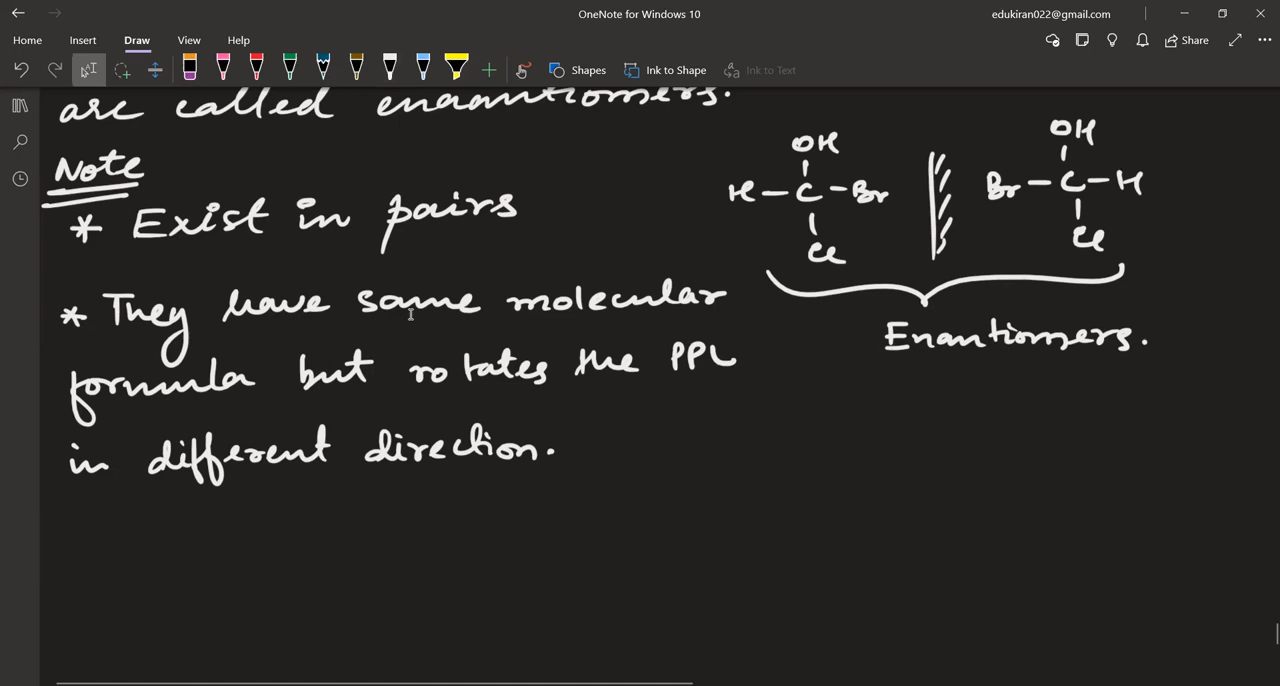 OneNote for Windows 10
edukiran022@gmail.com
Home Insert Draw View Help
Share
Shapes Ink to Shape Ink to Text
are called enaantiomers.
Note
* Exist in pairs
* They have same molecular
formula but rotates the PPL
in different direction.
OH
H - C - Br
Cl
OH
Br - C - H
Cl
Enantiomers.